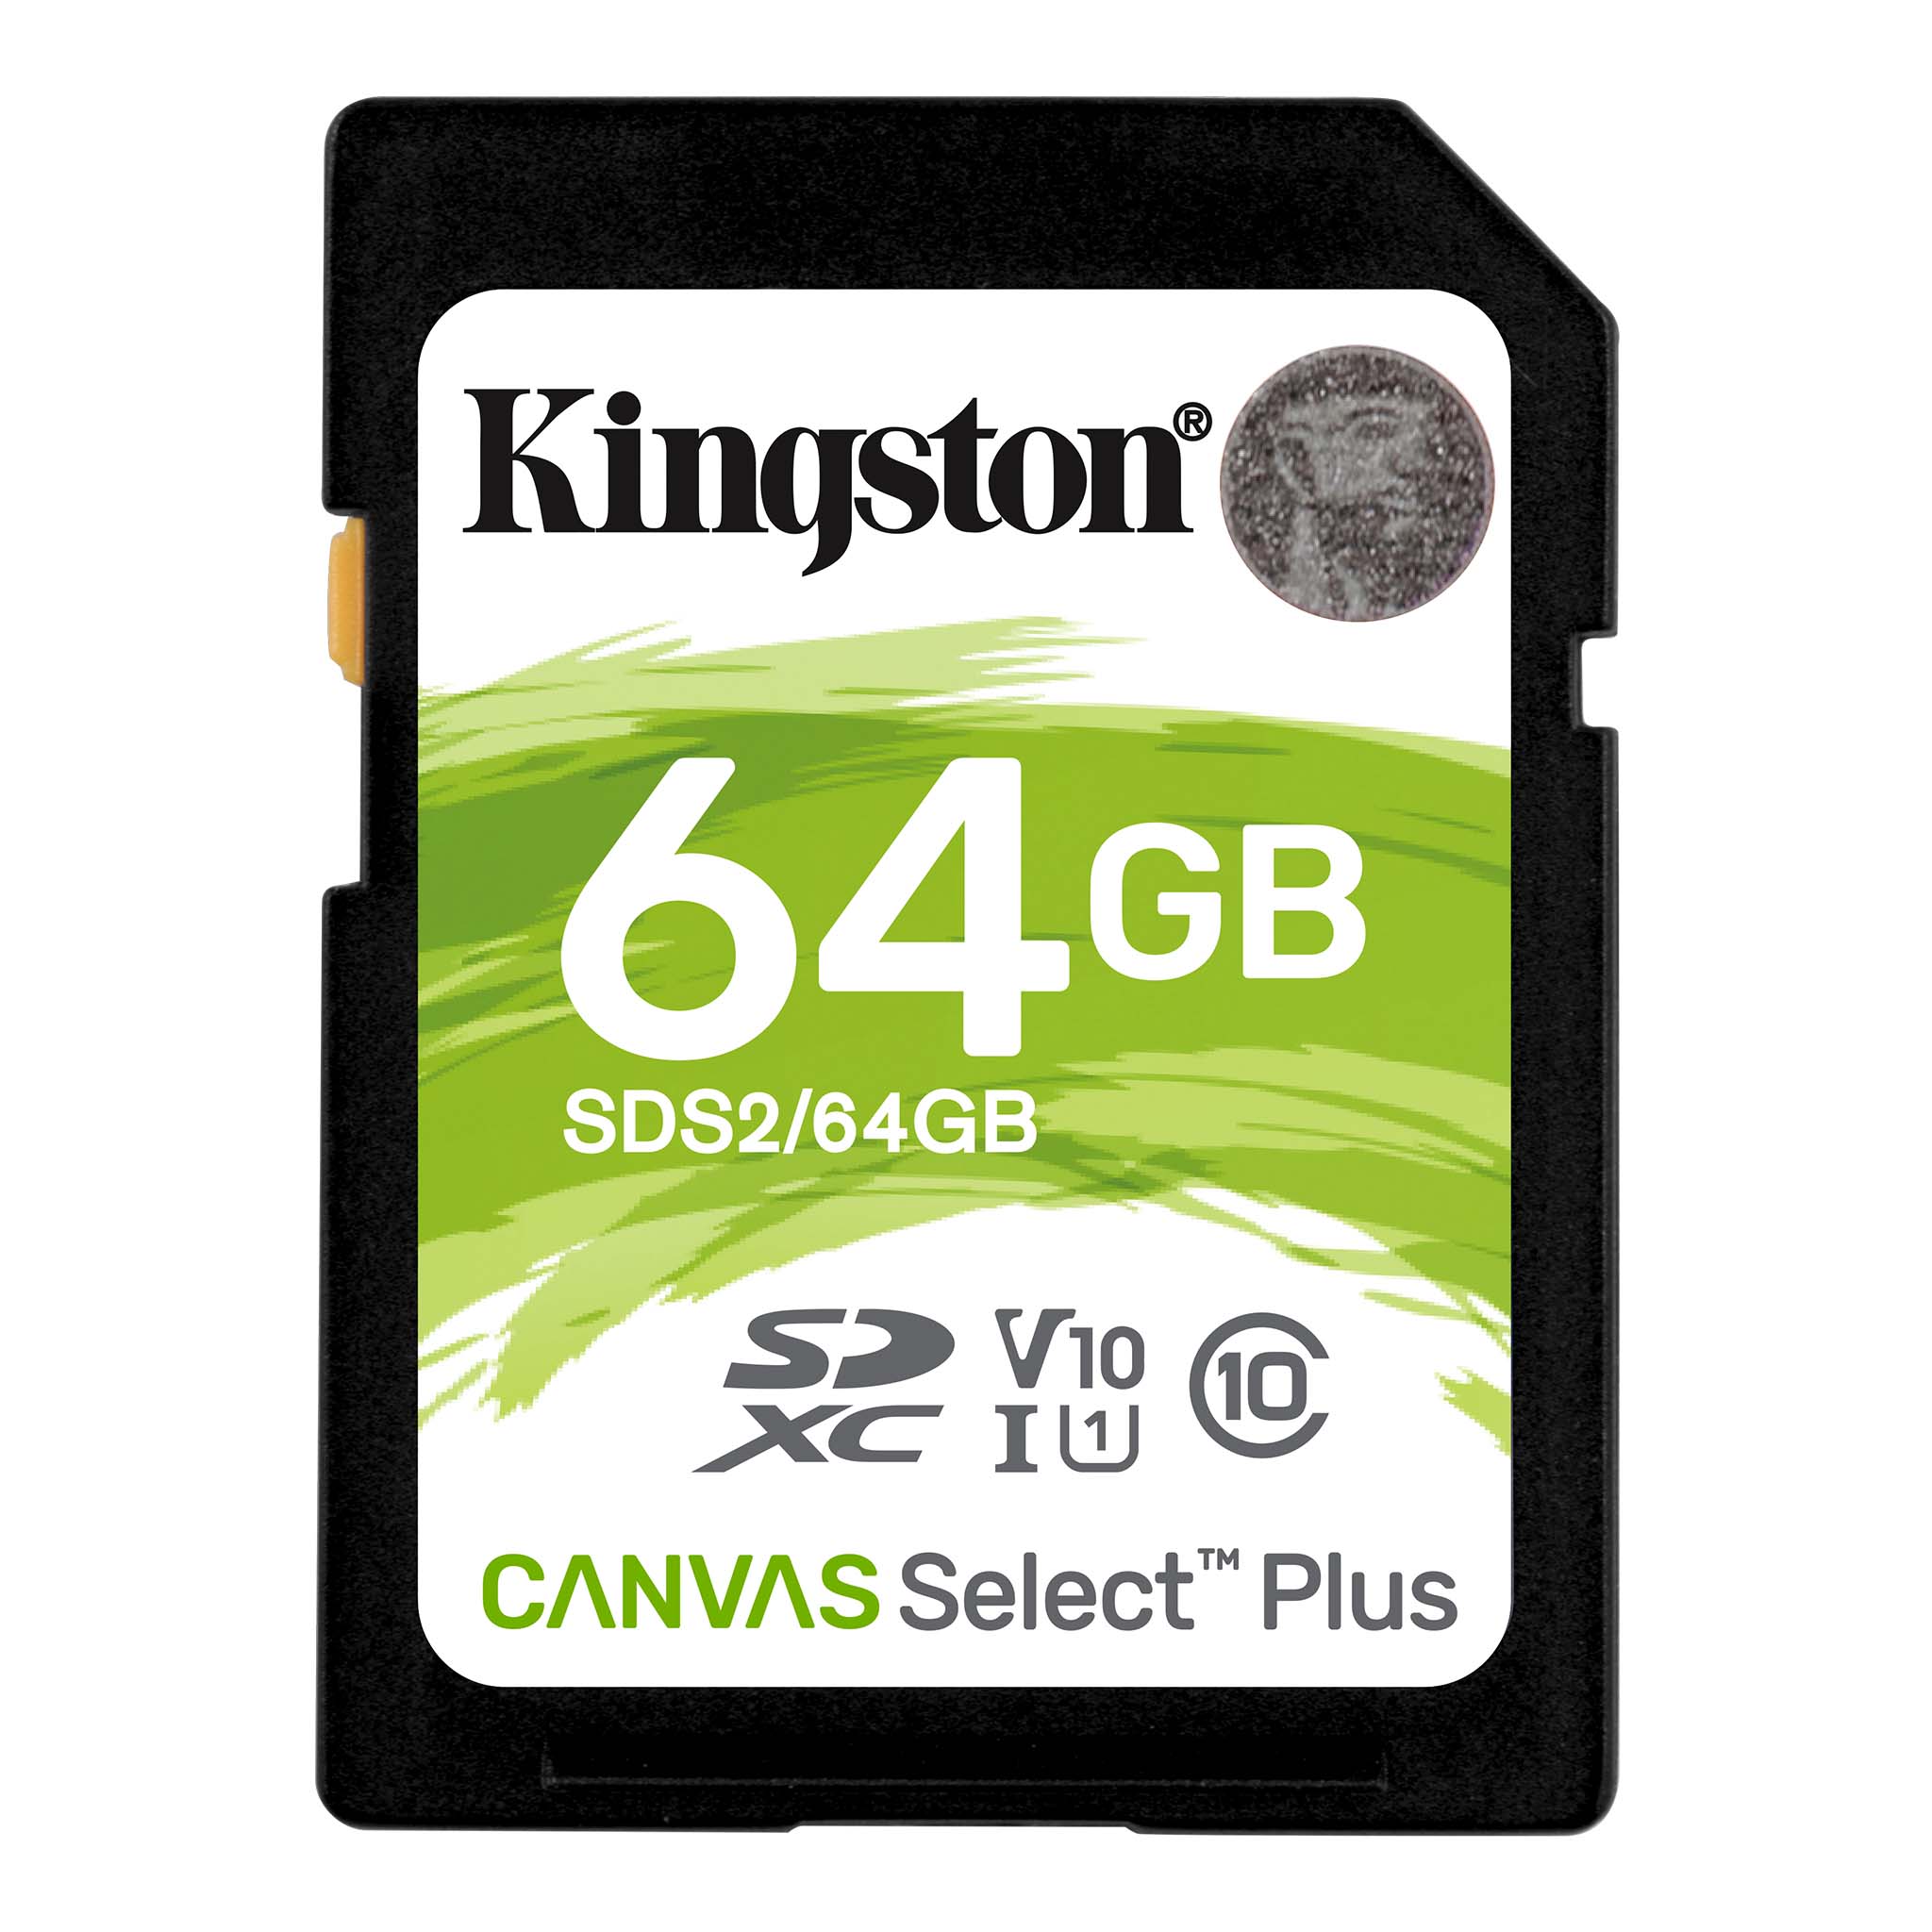 Kingston®
64GB
SDS2/64GB
SD XC V10 I U1 10
CANVAS Select™ Plus